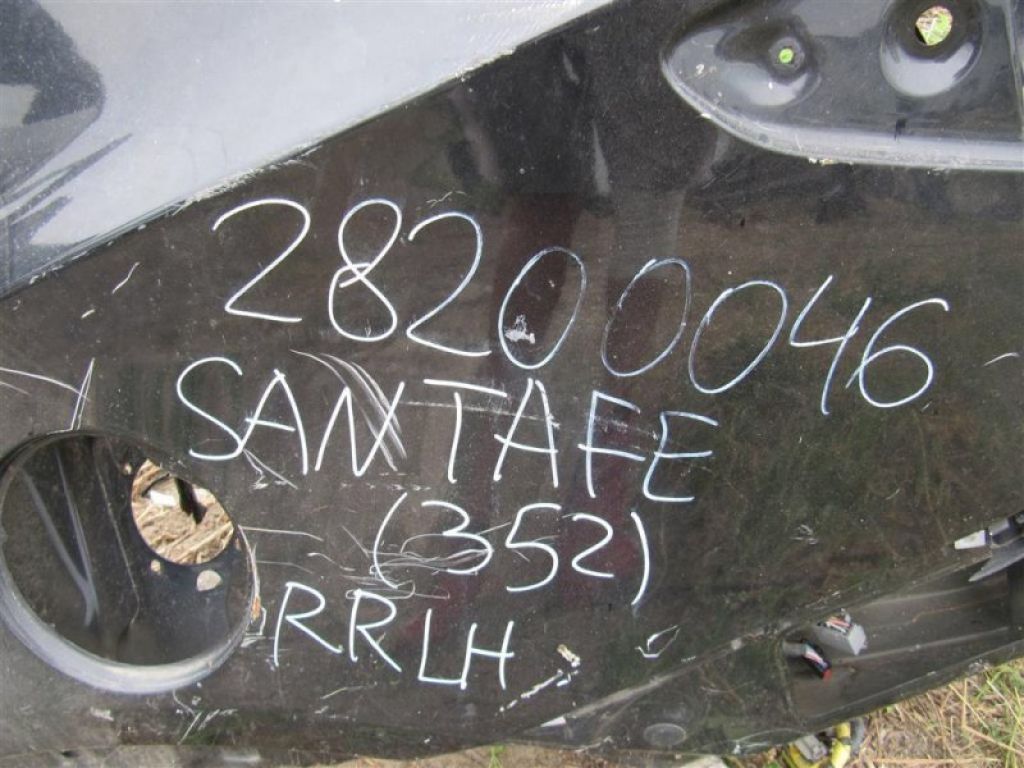 28200046
SANTAFE
(352)
RRLH